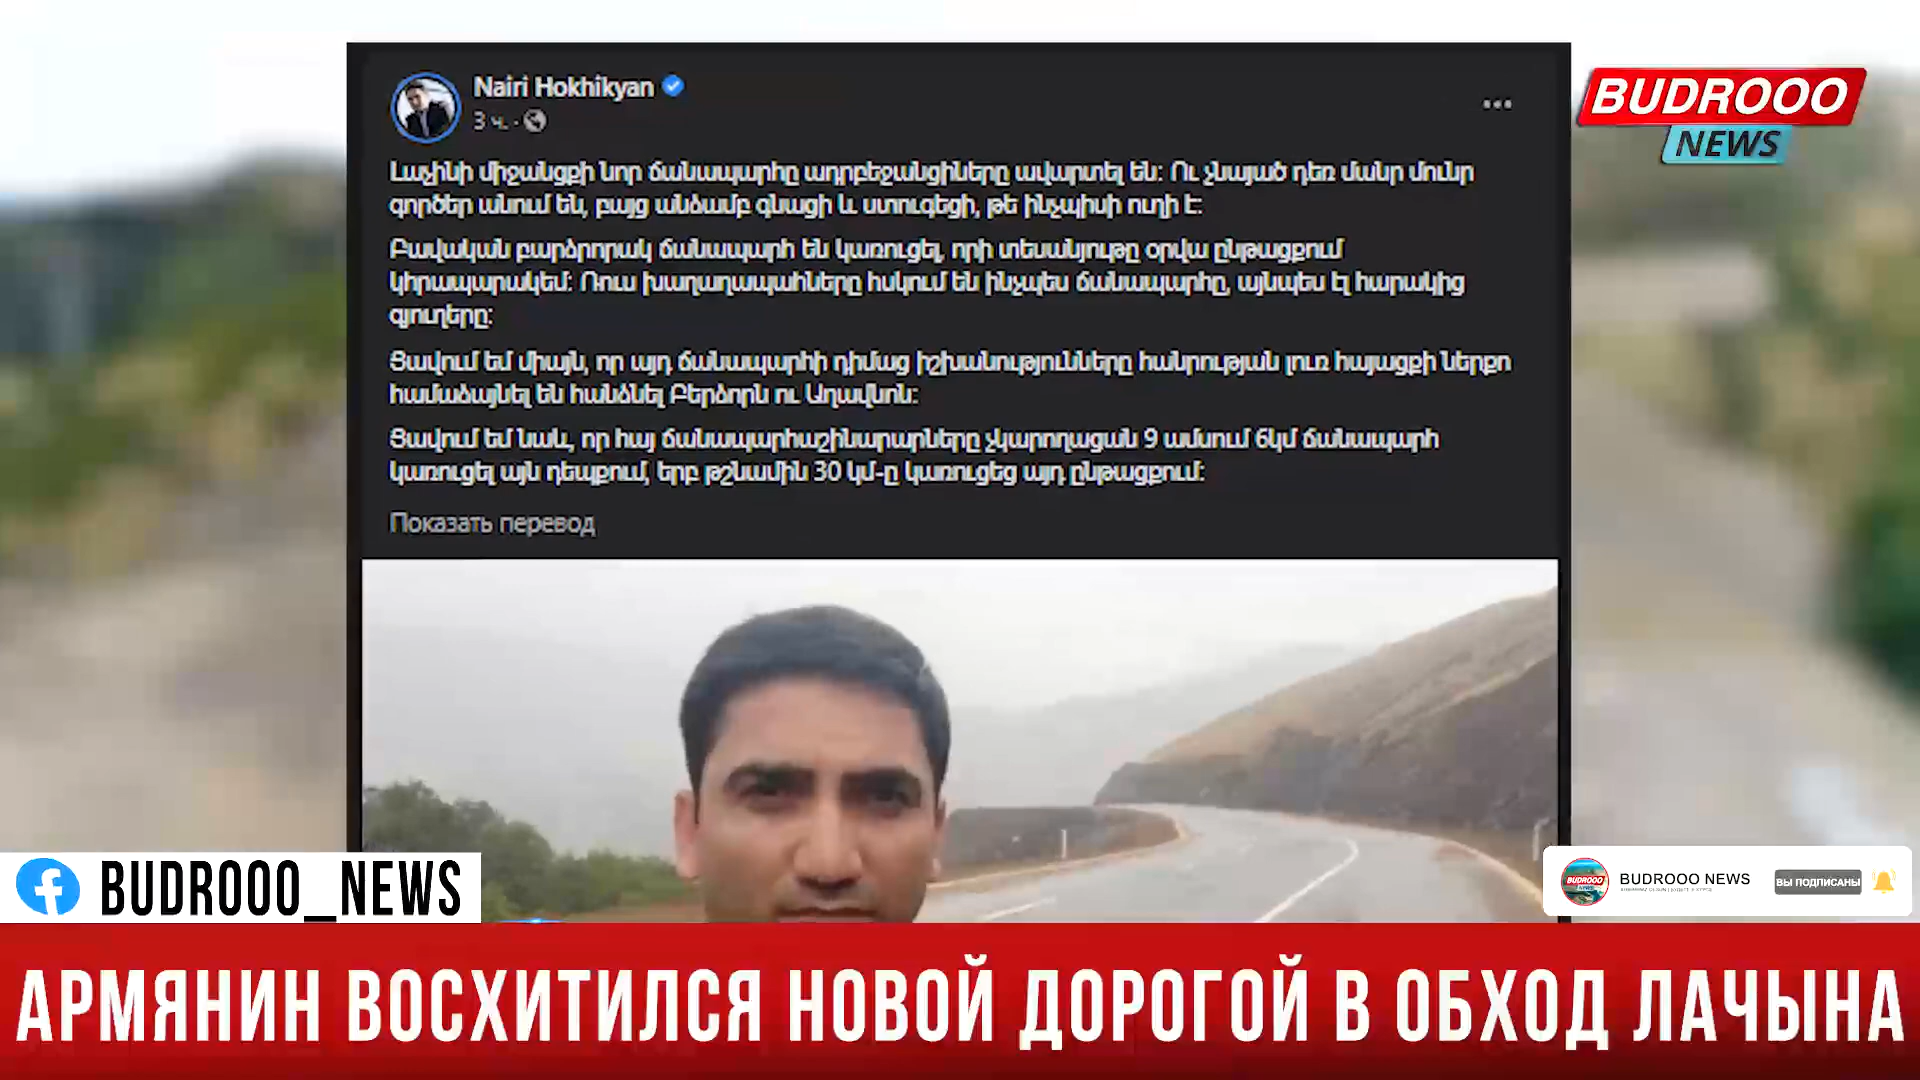 Nairi Hokhikyan
3 ч. ·
BUDROOO
NEWS
Լաչինի միջանցքի նոր ճանապարհը ադրբեջանցիները ավարտել են: Ու չնայած դեռ մանր մունր
գործեր անում են, բայց անձամբ գնացի և ստուգեցի, թե ինչպիսի ուղի է:
Բավական բարձրորակ ճանապարհ են կառուցել, որի տեսանյութը օրվա ընթացքում
կհրապարակեմ: Ռուս խաղաղապահները հսկում են ինչպես ճանապարհը, այնպես էլ հարակից
գյուղերը:
Ցավում եմ միայն, որ այդ ճանապարհի դիմաց իշխանությունները հանրության լուռ հայացքի ներքո
համաձայնել են հանձնել Բերձորն ու Աղավնոն:
Ցավում եմ նաև, որ հայ ճանապարհաշինարարները չկարողացան 9 ամսում 6կմ ճանապարհ
կառուցել այն դեպքում, երբ թշնամին 30 կմ-ը կառուցեց այդ ընթացքում:
Показать перевод
BUDROOO_NEWS
BUDROOO NEWS
ВЫ ПОДПИСАНЫ
АРМЯНИН ВОСХИТИЛСЯ НОВОЙ ДОРОГОЙ В ОБХОД ЛАЧЫНА